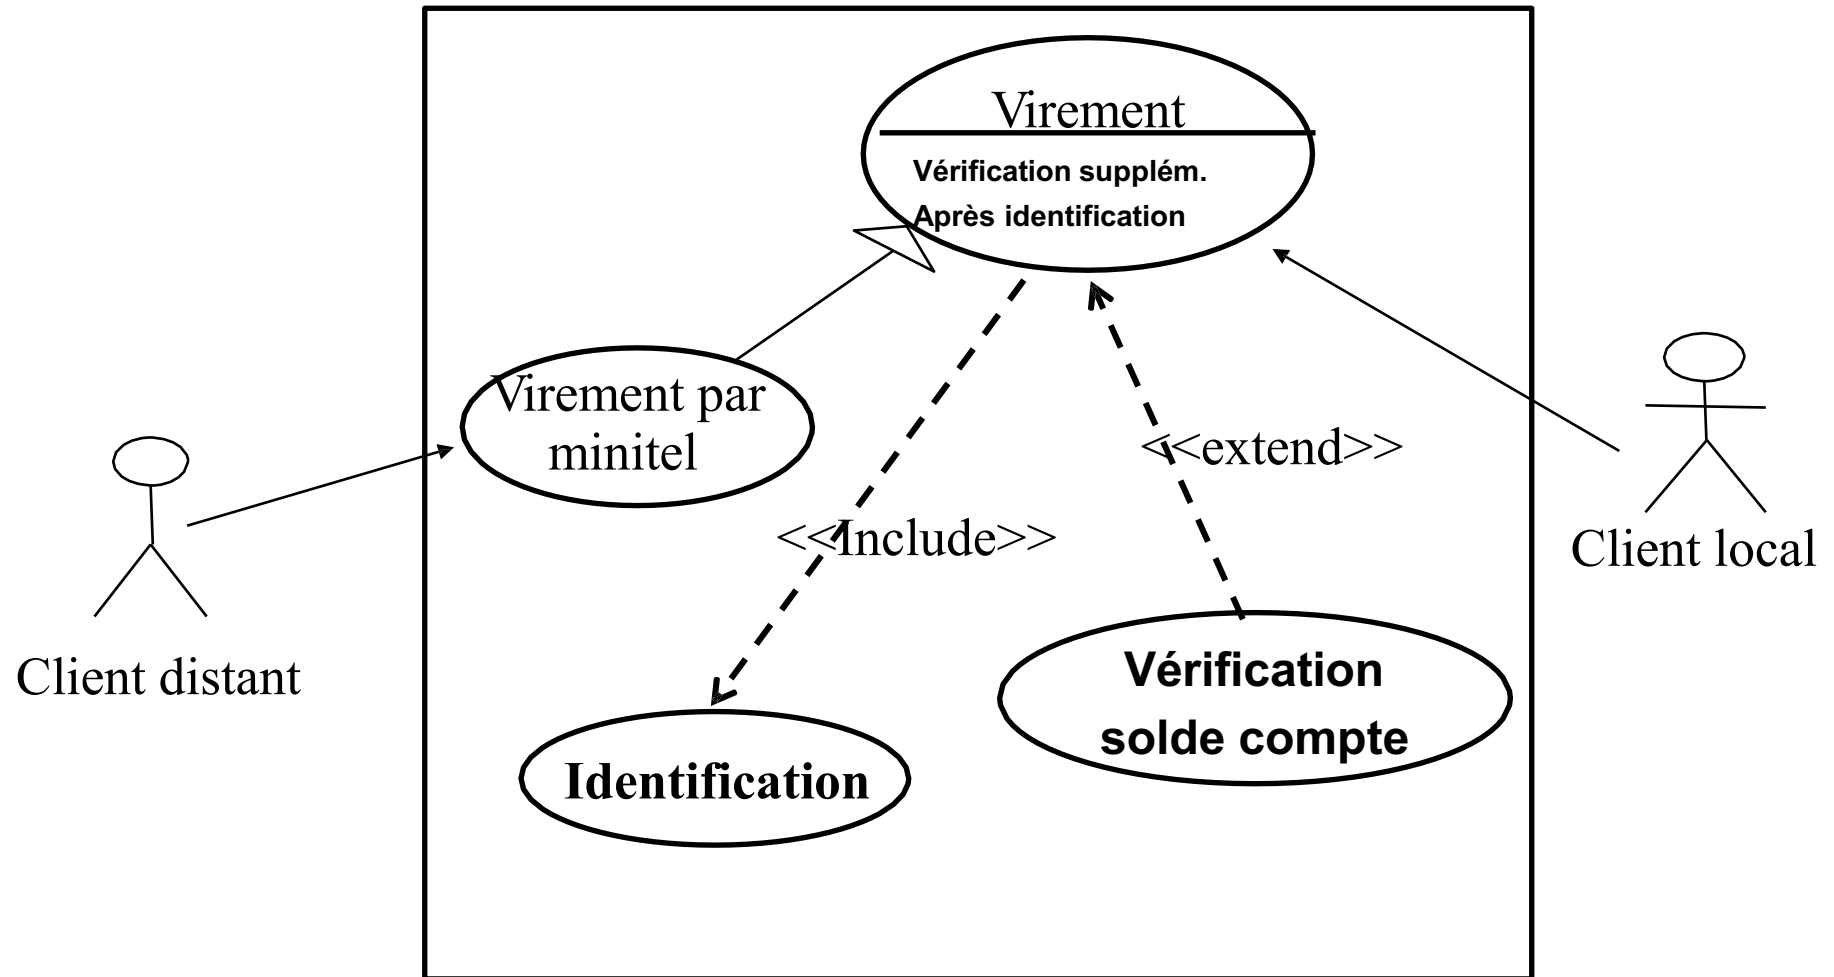 Virement
Vérification supplém.
Après identification
Virement par
minitel
<<extend>>
<<Include>>
Client local
Client distant
Vérification
solde compte
Identification